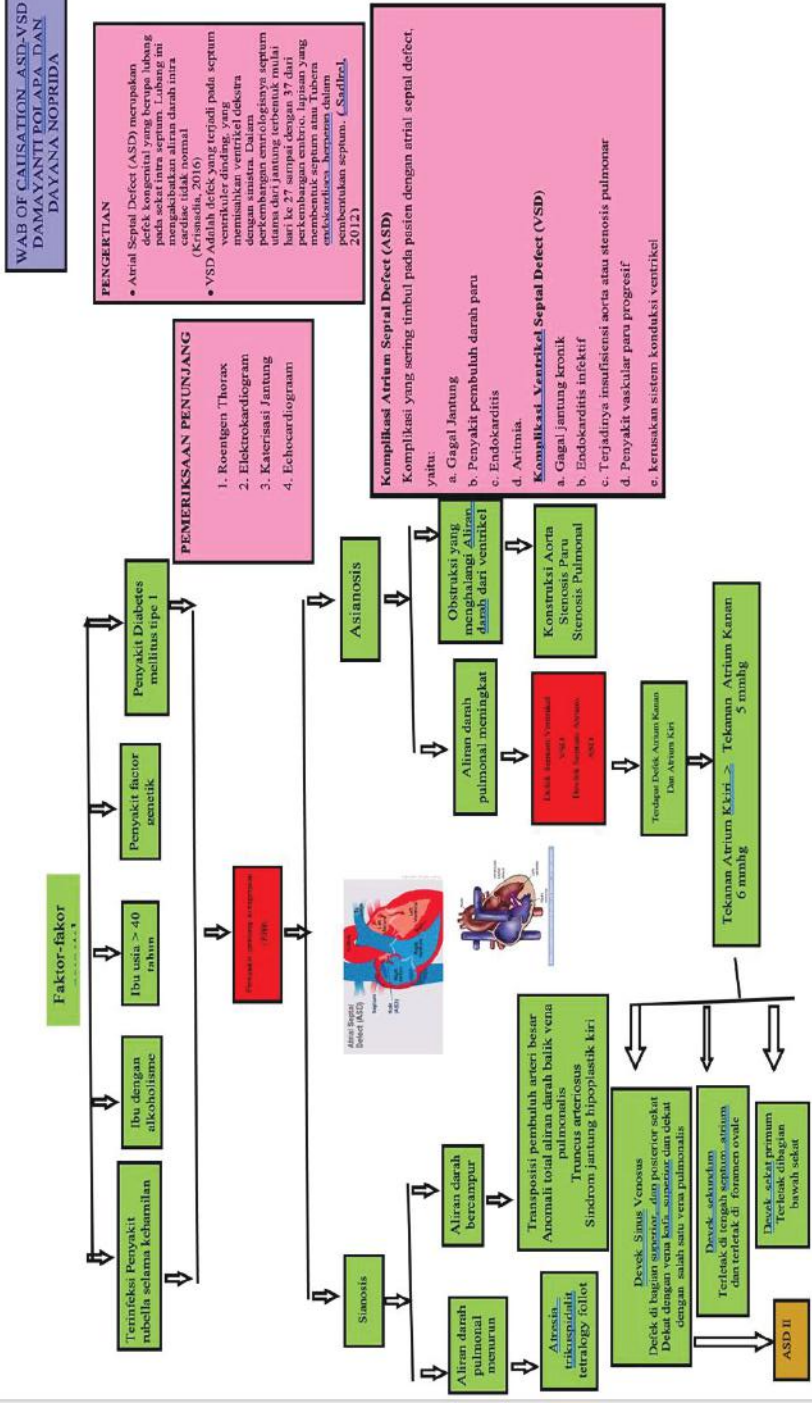 WAB OF CAUSATION ASD-VSD
DAMAYANTI POLAPA DAN
DAYANA NOPRIDA
PENGERTIAN
• Atrial Septal Defect (ASD) merupakan
defek kongenital yang berupa lubang
pada sekat intra septum. Lubang ini
mengakibatkan aliran darah intra
cardiac tidak normal
(Krisnadia, 2016)
• VSD Adalah defek yang terjadi pada septum
ventrikuler dinding, yang
memisahkan ventrikel dekstra
dengan sinistra. Dalam
perkembangan emriologisnya septum
utama dari jantung terbentuk mulai
hari ke 27 sampai dengan 37 dari
perkembangan embrio. lapisan yang
membentuk septum atau Tubera
endokardiaca berperan dalam
pembentukan septum. ( Sadlrel,
2012)
PEMERIKSAAN PENUNJANG
1. Roentgen Thorax
2. Elektrokardiogram
3. Katerisasi Jantung
4. Echocardiograam
Komplikasi Atrium Septal Defect (ASD)
Komplikasi yang sering timbul pada pasien dengan atrial septal defect,
yaitu:
a. Gagal Jantung
b. Penyakit pembuluh darah paru
c. Endokarditis
d. Aritmia.
Komplikasi Ventrikel Septal Defect (VSD)
a. Gagal jantung kronik
b. Endokarditis infektif
c. Terjadinya insufisiensi aorta atau stenosis pulmonar
d. Penyakit vaskular paru progresif
e. kerusakan sistem konduksi ventrikel
Faktor-fakor
Terinfeksi Penyakit
rubella selama kehamilan
Ibu dengan
alkoholisme
Ibu usia > 40
tahun
Penyakit factor
genetik
Penyakit Diabetes
mellitus tipe 1
Sianosis
Asianosis
Aliran darah
pulmonal menurun
Aliran darah
bercampur
Atrial Septal
Defect (ASD)
Aliran darah
pulmonal meningkat
Obstruksi yang
menghalangi Aliran
darah dari ventrikel
Atresia
trikuspidalit
tetralogy follot
Transposisi pembuluh arteri besar
Anomali total aliran darah balik vena
pulmonalis
Truncus arteriosus
Sindrom jantung hipoplastik kiri
Konstruksi Aorta
Stenosis Paru
Stenosis Pulmonal
Terdapat Defek Atrium Kanan
Dan Atrium Kiri
Tekanan Atrium Kkiri > Tekanan Atrium Kanan
6 mmhg 5 mmhg
Devek Sinus Venosus
Defek di bagian superior dan posterior sekat
Dekat dengan vena kafa superior dan dekat
dengan salah satu vena pulmonalis
Devek sekundum
Terletak di tengah septum atrium
dan terletak di foramen ovale
Devek sekat primum
Terletak dibagian
bawah sekat
ASD II